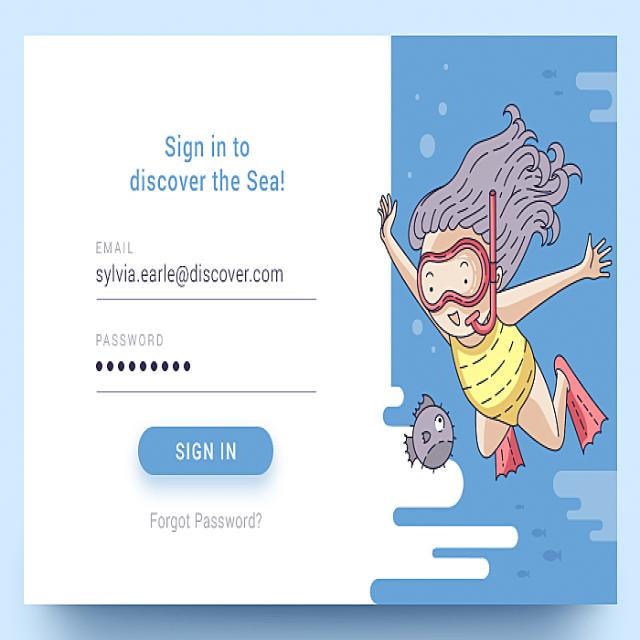 Sign in to
discover the Sea!
EMAIL
sylvia.earle@discover.com
PASSWORD
SIGN IN
Forgot Password?